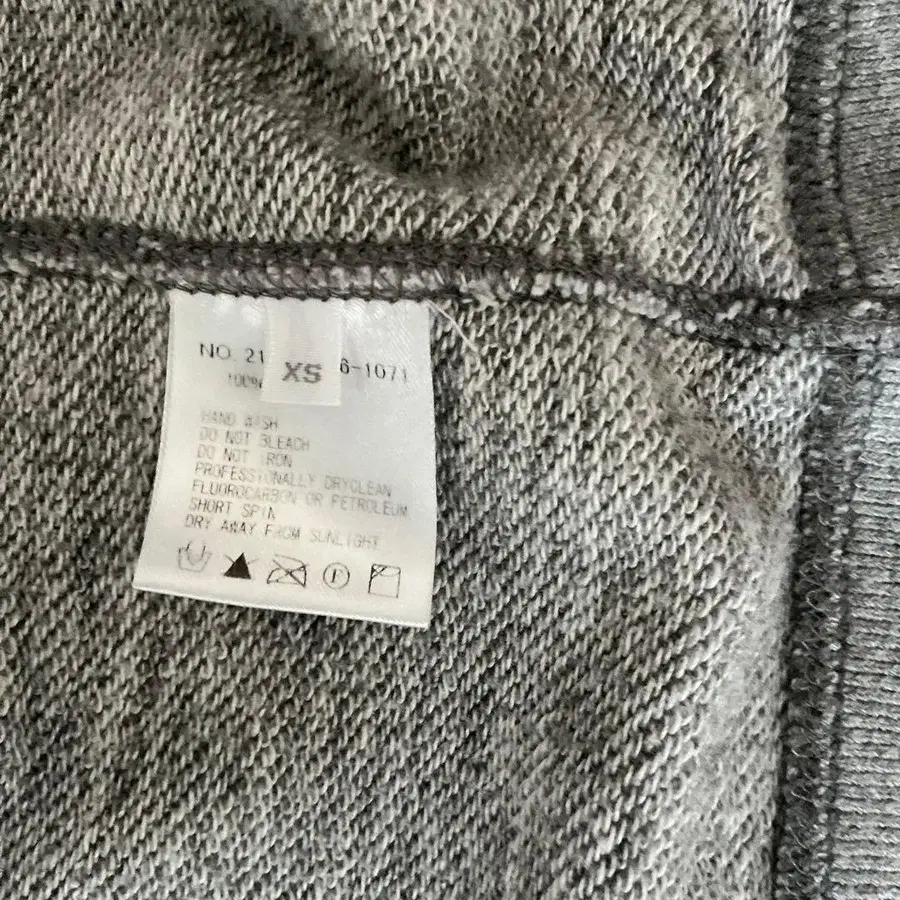 NO. 21
6-1071
XS
100%
HAND WASH
DO NOT BLEACH
DO NOT IRON
PROFESSIONALLY DRYCLEAN
FLUOROCARBON OR PETROLEUM
SHORT SPIN
DRY AWAY FROM SUNLIGHT